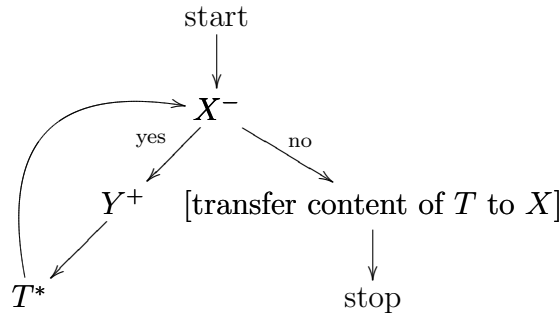 start
X⁻
yes
no
Y⁺
[transfer content of T to X]
T*
stop